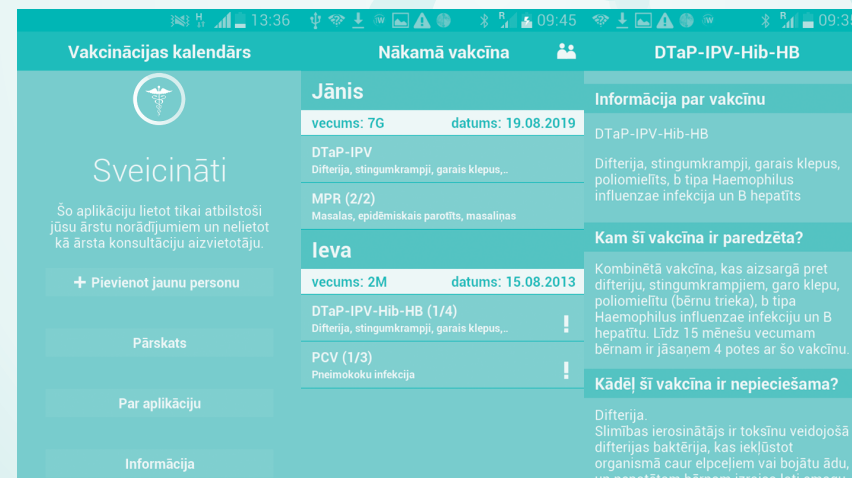 13:36
Vakcinācijas kalendārs
Sveicināti
Šo aplikāciju lietot tikai atbilstoši
jūsu ārstu norādījumiem un nelietot
kā ārsta konsultāciju aizvietotāju.
+ Pievienot jaunu personu
Pārskats
Par aplikāciju
Informācija
09:45
Nākamā vakcīna
Jānis
vecums: 7G datums: 19.08.2019
DTaP-IPV
Difterija, stingumkrampji, garais klepus,..
MPR (2/2)
Masalas, epidēmiskais parotīts, masaliņas
Ieva
vecums: 2M datums: 15.08.2013
DTaP-IPV-Hib-HB (1/4)
Difterija, stingumkrampji, garais klepus,..
!
PCV (1/3)
Pneimokoku infekcija
!
09:35
DTaP-IPV-Hib-HB
Informācija par vakcīnu
DTaP-IPV-Hib-HB
Difterija, stingumkrampji, garais klepus,
poliomielīts, b tipa Haemophilus
influenzae infekcija un B hepatīts
Kam šī vakcīna ir paredzēta?
Kombinētā vakcīna, kas aizsargā pret
difteriju, stingumkrampjiem, garo klepu,
poliomielītu (bērnu trieka), b tipa
Haemophilus influenzae infekciju un B
hepatītu. Līdz 15 mēnešu vecumam
bērnam ir jāsaņem 4 potes ar šo vakcīnu.
Kādēļ šī vakcīna ir nepieciešama?
Difterija.
Slimības ierosinātājs ir toksīnu veidojošā
difterijas baktērija, kas iekļūstot
organismā caur elpceļiem vai bojātu ādu,